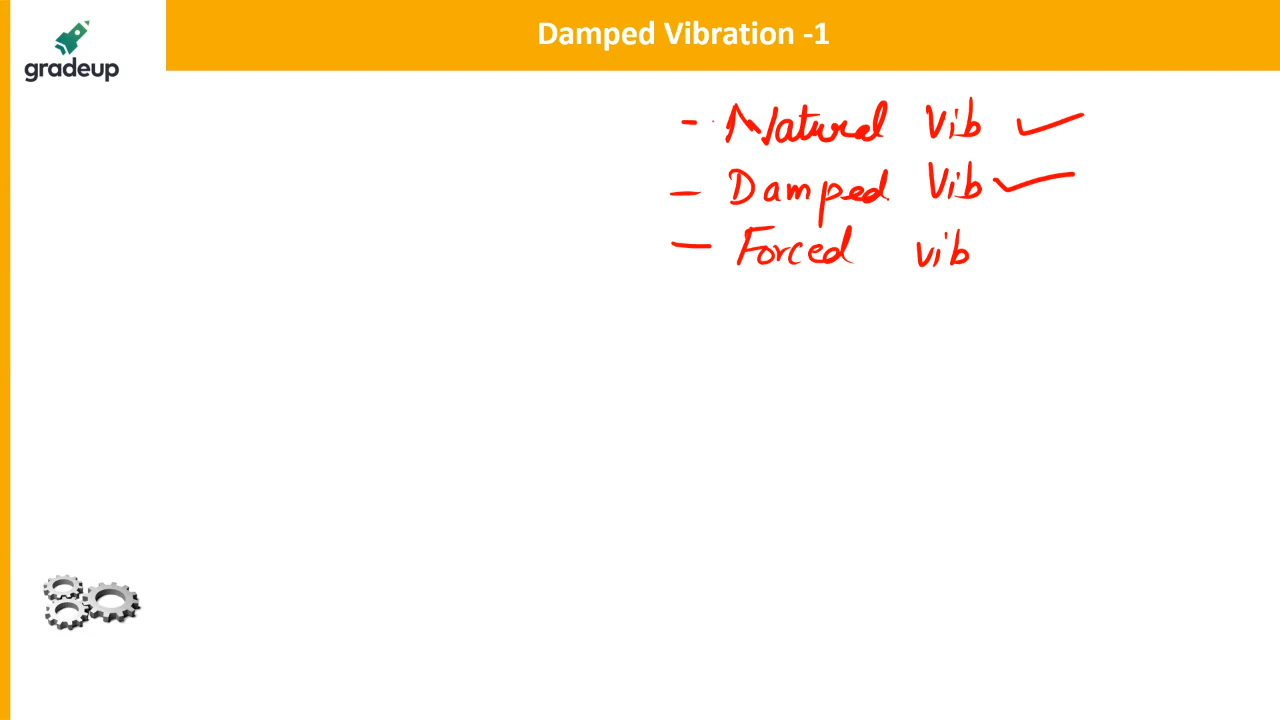 Damped Vibration -1
gradeup
- Natural Vib ✓
- Damped Vib ✓
- Forced vib